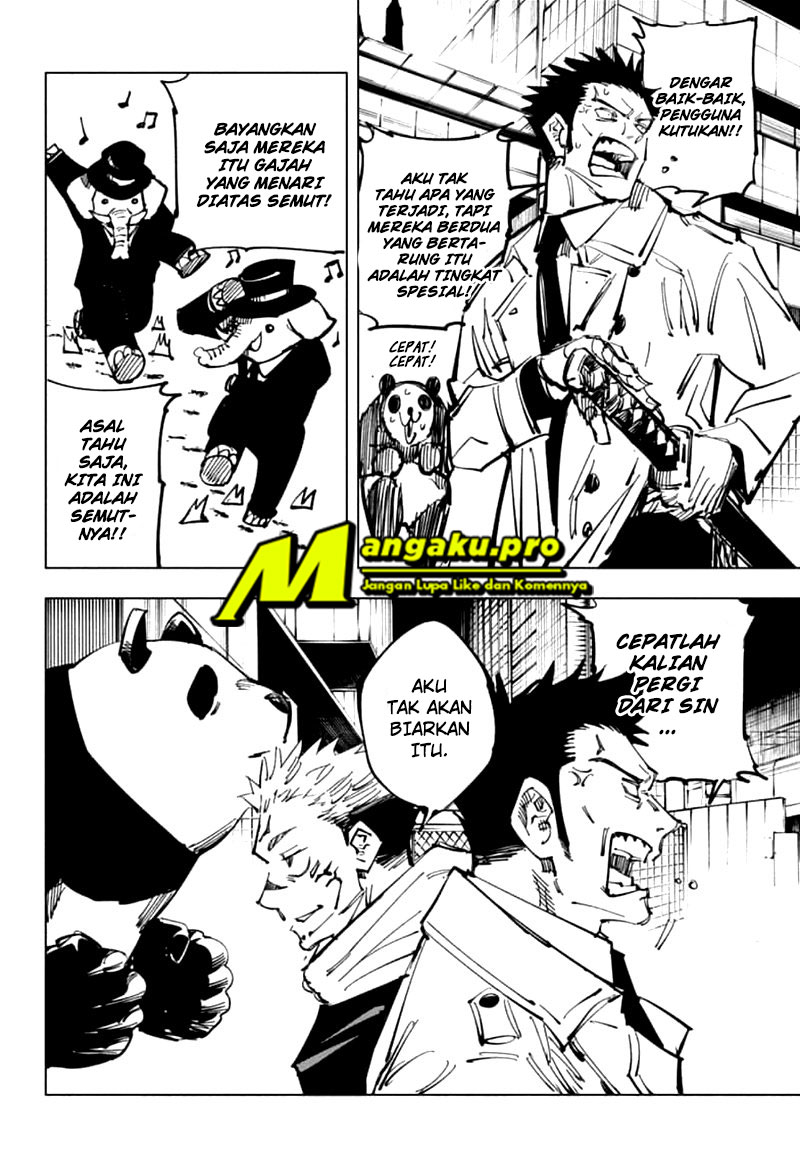 DENGAR
BAIK-BAIK,
PENGGUNA
KUTUKAN!!
AKU TAK
TAHU APA YANG
TERJADI, TAPI
MEREKA BERDUA
YANG BERTA-
RUNG ITU
ADALAH TINGKAT
SPESIAL!!
CEPAT!
CEPAT!
BAYANGKAN
SAJA MEREKA
ITU GAJAH
YANG MENARI
DIATAS SEMUT!
ASAL
TAHU
SAJA,
KITA INI
ADALAH
SEMUT-
NYA!!
Mangaku.pro
Jangan Lupa Like dan Komennya
CEPATLAH
KALIAN
PERGI
DARI SIN
...
AKU
TAK AKAN
BIARKAN
ITU.